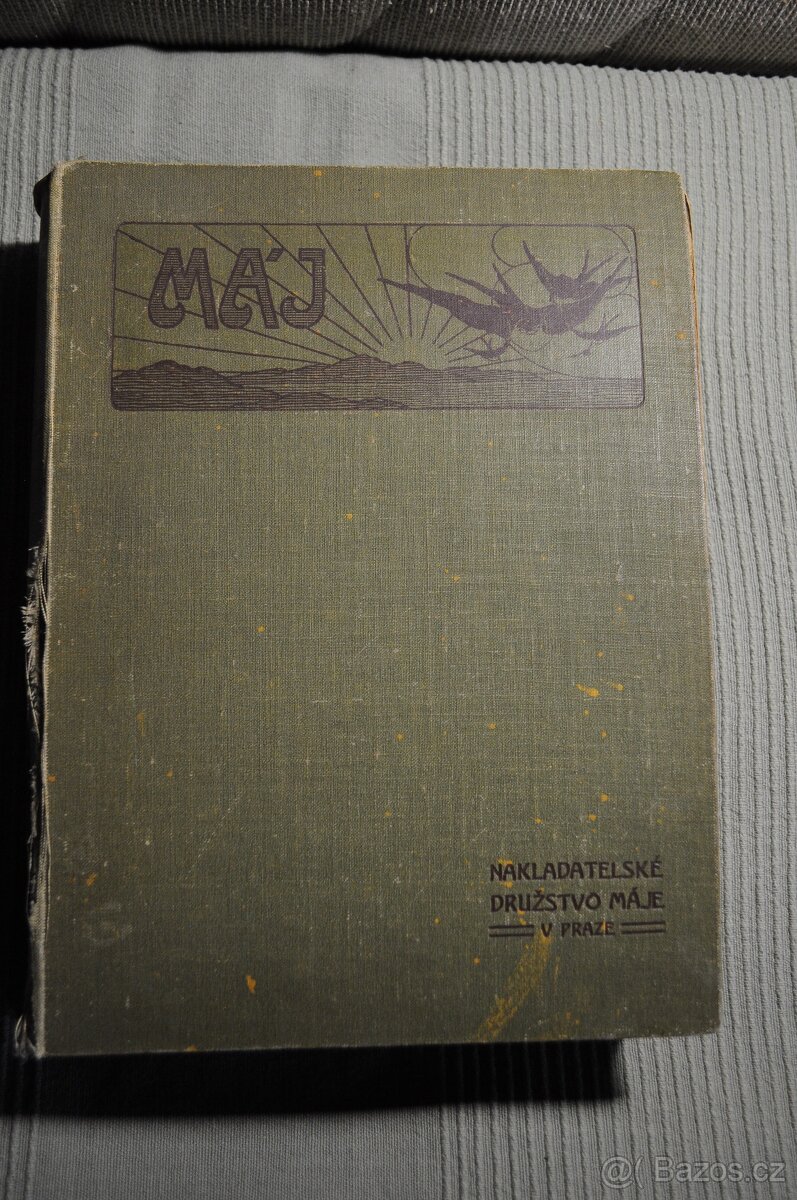 MÁJ
NAKLADATELSKÉ
DRUŽSTVO MÁJE
V PRAZE
@( Bazos.cz